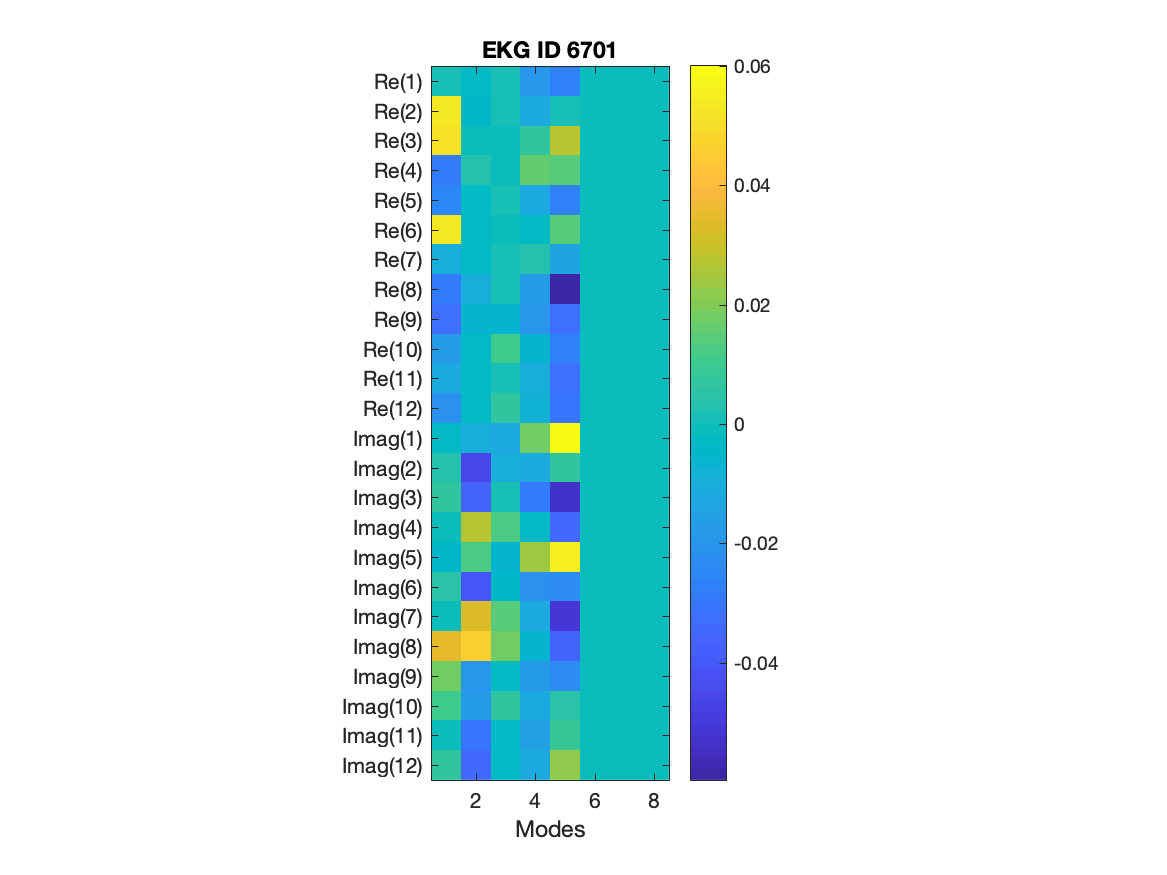 EKG ID 6701
Re(1)
Re(2)
Re(3)
Re(4)
Re(5)
Re(6)
Re(7)
Re(8)
Re(9)
Re(10)
Re(11)
Re(12)
Imag(1)
Imag(2)
Imag(3)
Imag(4)
Imag(5)
Imag(6)
Imag(7)
Imag(8)
Imag(9)
Imag(10)
Imag(11)
Imag(12)
2 4 6 8
Modes
0.06
0.04
0.02
0
-0.02
-0.04